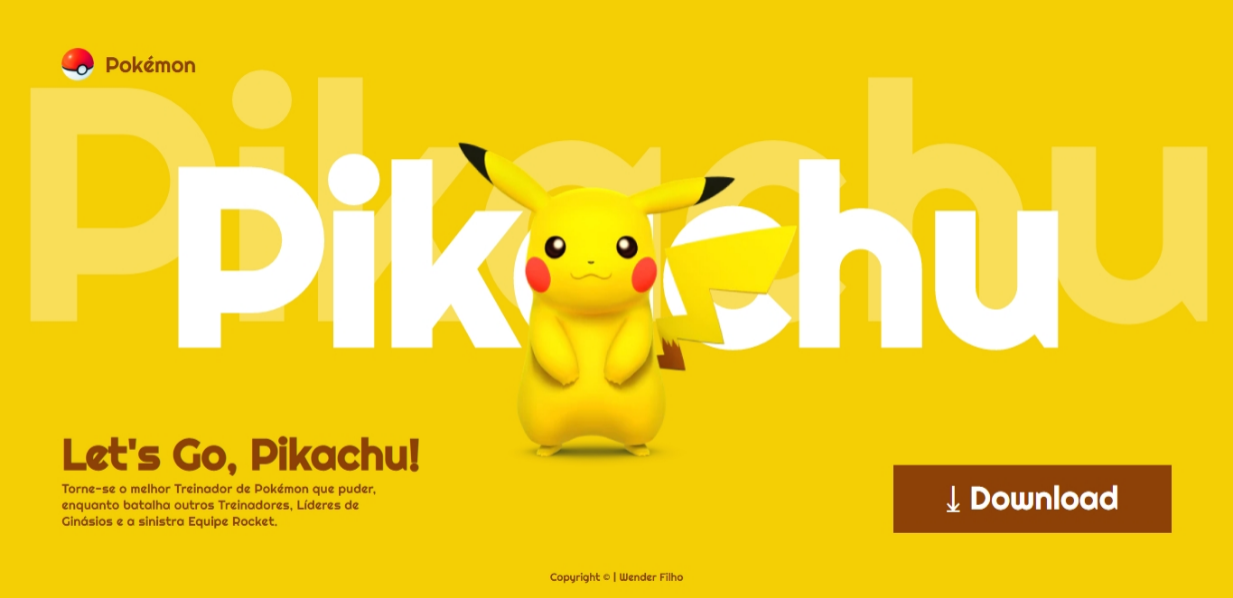 Pokémon
Pikachu
Pikachu
Let's Go, Pikachu!
Torne-se o melhor Treinador de Pokémon que puder,
enquanto batalha outros Treinadores, Líderes de
Ginásios e a sinistra Equipe Rocket.
Download
Copyright © | Wender Filho